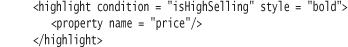 <highlight condition = "isHighSelling" style = "bold">
<property name = "price"/>
</highlight>